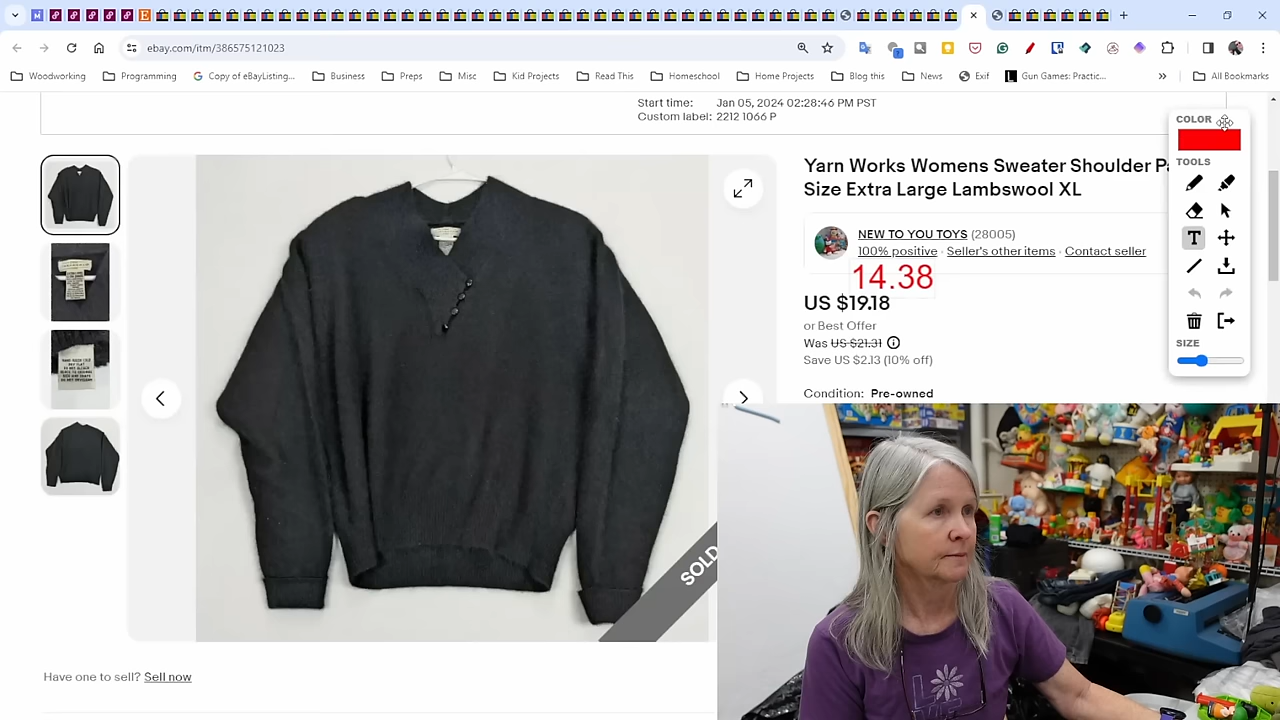 ebay.com/itm/386575121023
Woodworking
Programming
Copy of eBayListing...
Business
Preps
Misc
Kid Projects
Read This
Homeschool
Home Projects
Blog this
News
Exif
Gun Games: Practic...
All Bookmarks
Start time: Jan 05, 2024 02:28:46 PM PST
Custom label: 2212 1066 P
Yarn Works Womens Sweater Shoulder Pa
Size Extra Large Lambswool XL
NEW TO YOU TOYS (28005)
100% positive · Seller's other items · Contact seller
14.38
US $19.18
or Best Offer
Was US $21.31
Save US $2.13 (10% off)
Condition: Pre-owned
SOLD
Have one to sell? Sell now
COLOR
TOOLS
T
SIZE